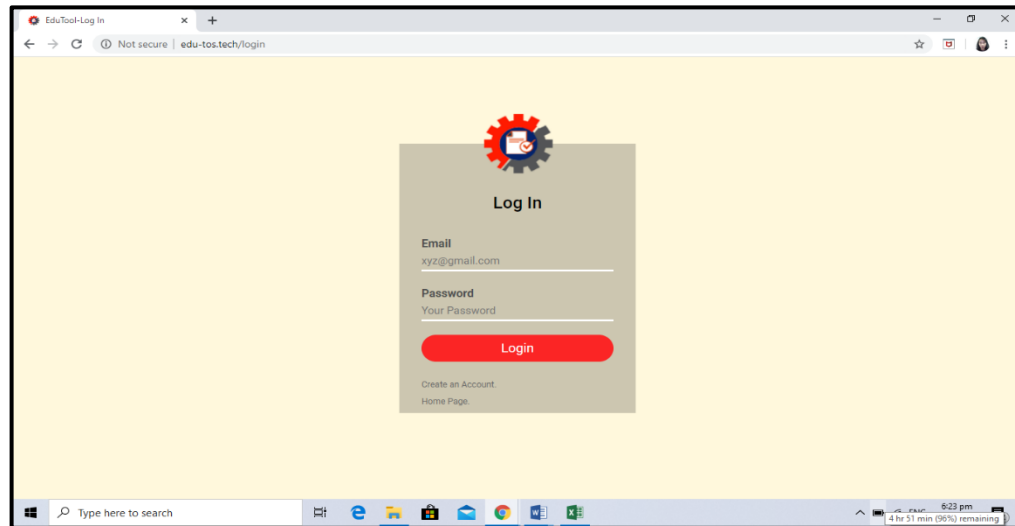 EduTool-Log In
Not secure | edu-tos.tech/login
Log In
Email
xyz@gmail.com
Password
Your Password
Login
Create an Account.
Home Page.
Type here to search
ENG
6:23 pm
4 hr 51 min (96%) remaining